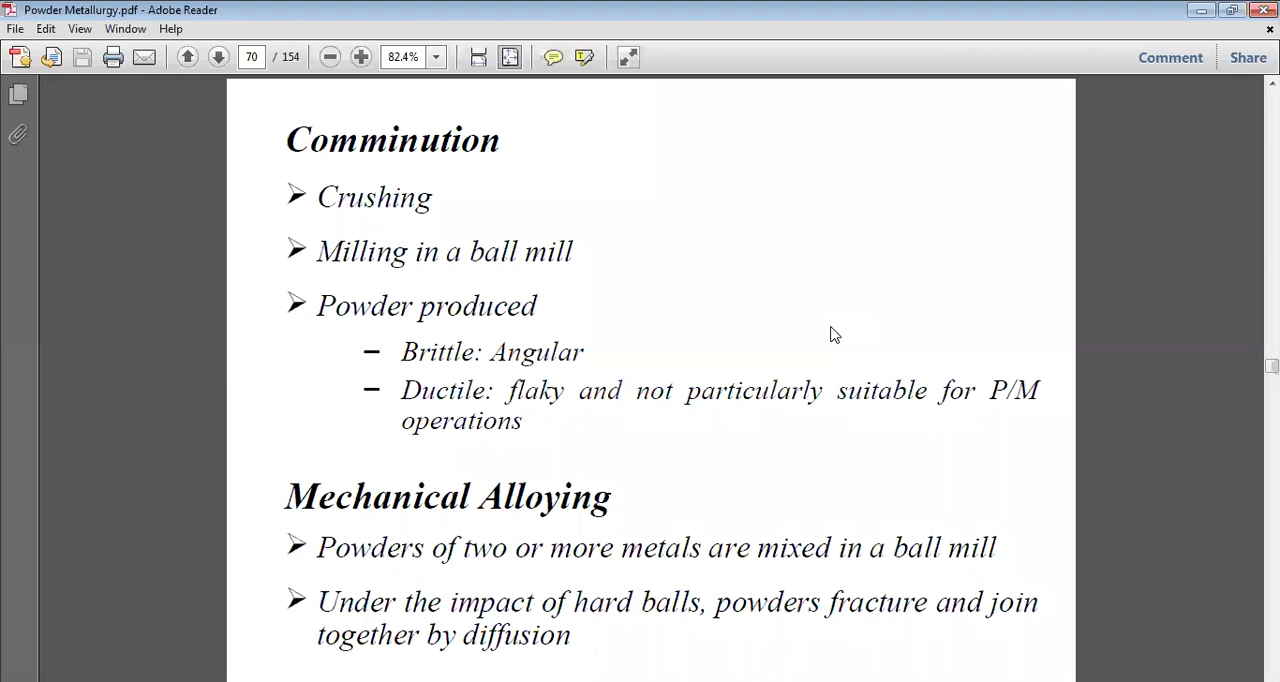 Powder Metallurgy.pdf - Adobe Reader
File Edit View Window Help
70 / 154 82.4% Comment Share
Comminution
Crushing
Milling in a ball mill
Powder produced
Brittle: Angular
Ductile: flaky and not particularly suitable for P/M
operations
Mechanical Alloying
Powders of two or more metals are mixed in a ball mill
Under the impact of hard balls, powders fracture and join
together by diffusion